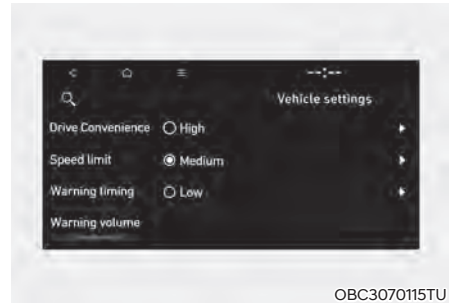 --:--
Vehicle settings
Drive Convenience
High
Speed limit
Medium
Warning timing
Low
Warning volume
OBC3070115TU